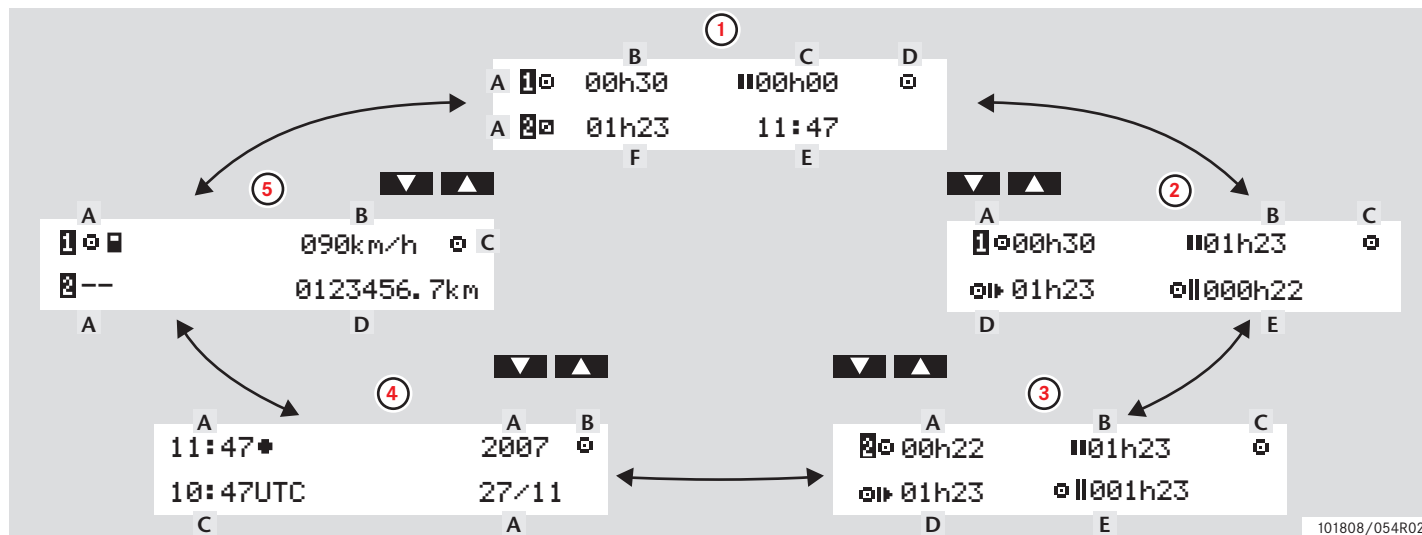 1
B C D
A 1 00h30 00h00
A 2 01h23 11:47
F E
5
A B
1 090km/h C
2 -- 0123456.7km
A D
2
A B C
1 00h30 01h23
01h23 000h22
D E
4
A A B
11:47 2007
10:47UTC 27/11
C A
3
A B C
2 00h22 01h23
01h23 001h23
D E
101808/054R02